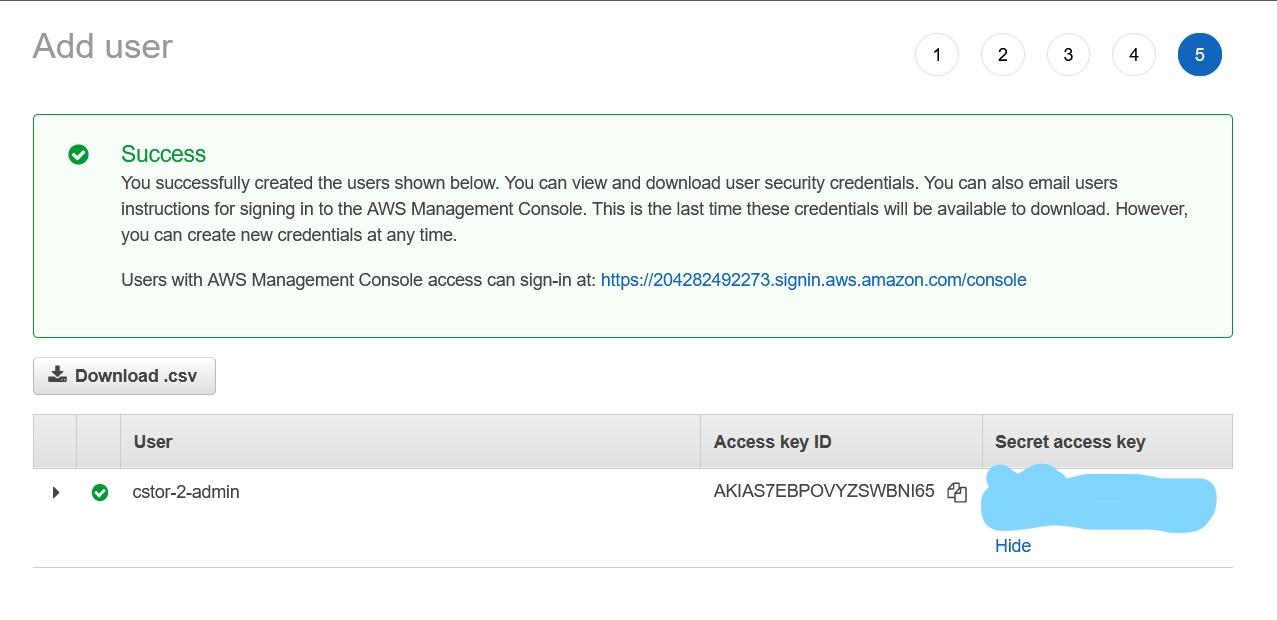 Add user
1 2 3 4 5
Success
You successfully created the users shown below. You can view and download user security credentials. You can also email users
instructions for signing in to the AWS Management Console. This is the last time these credentials will be available to download. However,
you can create new credentials at any time.
Users with AWS Management Console access can sign-in at: https://204282492273.signin.aws.amazon.com/console
Download .csv
User Access key ID Secret access key
cstor-2-admin AKIAS7EBPOVYZSWBNI65
Hide